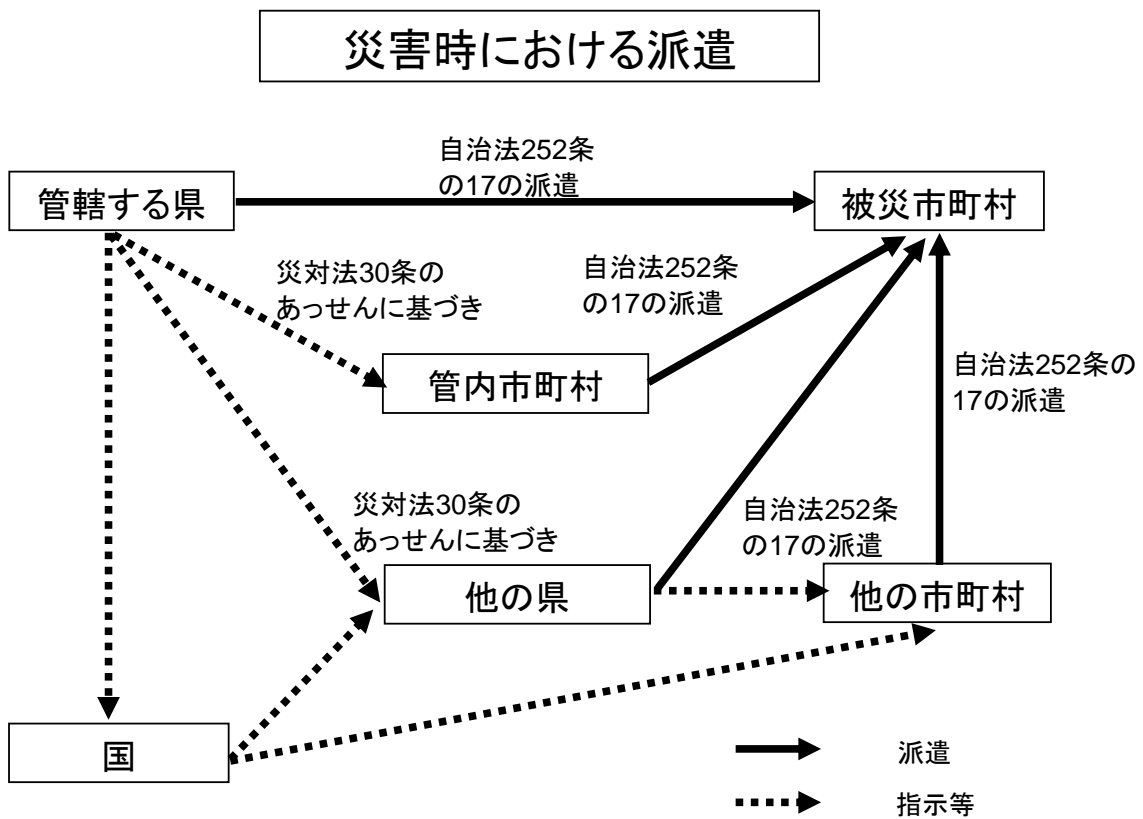 災害時における派遣
自治法252条
の17の派遣
管轄する県
被災市町村
災対法30条の
あっせんに基づき
自治法252条
の17の派遣
管内市町村
自治法252条の
17の派遣
災対法30条の
あっせんに基づき
自治法252条
の17の派遣
他の県
他の市町村
国
派遣
指示等